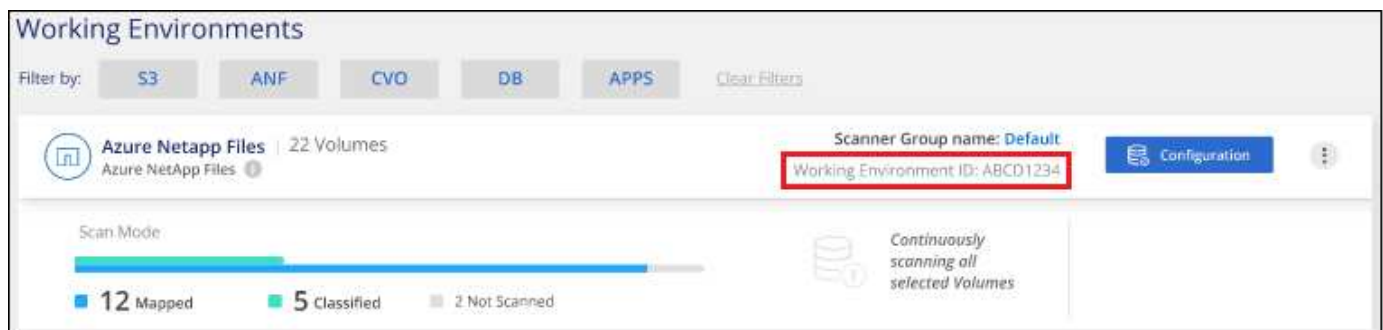 Working Environments
Filter by: S3 ANF CVO DB APPS Clear Filters
Azure Netapp Files 22 Volumes
Azure NetApp Files
Scanner Group name: Default
Working Environment ID: ABCD1234
Configuration
Scan Mode
12 Mapped 5 Classified 2 Not Scanned
Continuously
scanning all
selected Volumes